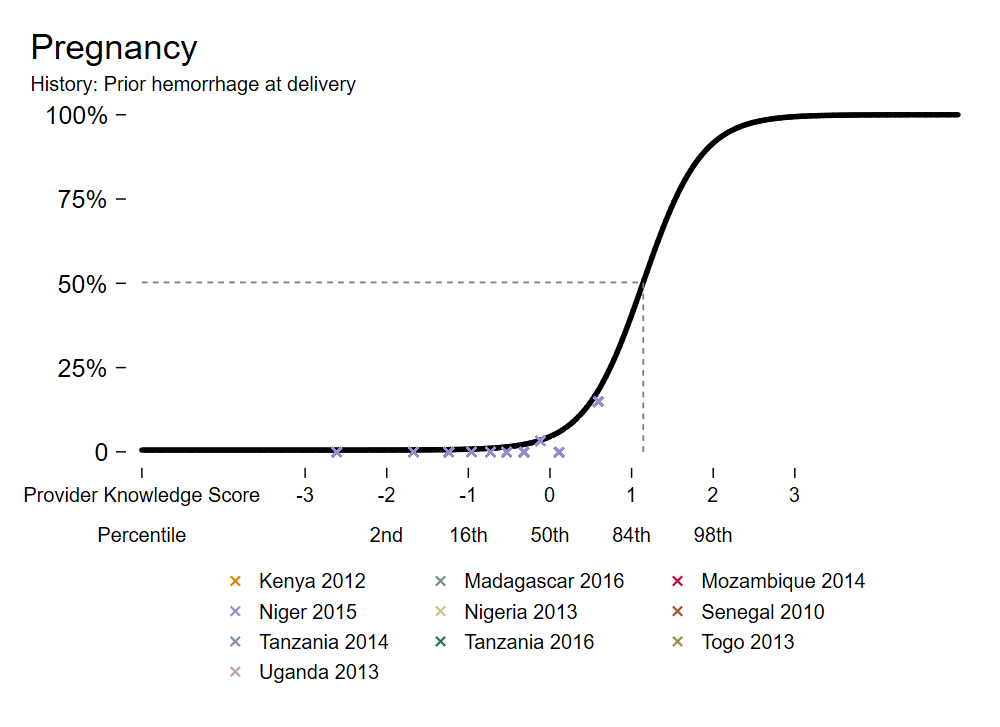 Pregnancy
History: Prior hemorrhage at delivery
100%
75%
50%
25%
0
Provider Knowledge Score -3 -2 -1 0 1 2 3
Percentile 2nd 16th 50th 84th 98th
Kenya 2012 Madagascar 2016 Mozambique 2014
Niger 2015 Nigeria 2013 Senegal 2010
Tanzania 2014 Tanzania 2016 Togo 2013
Uganda 2013